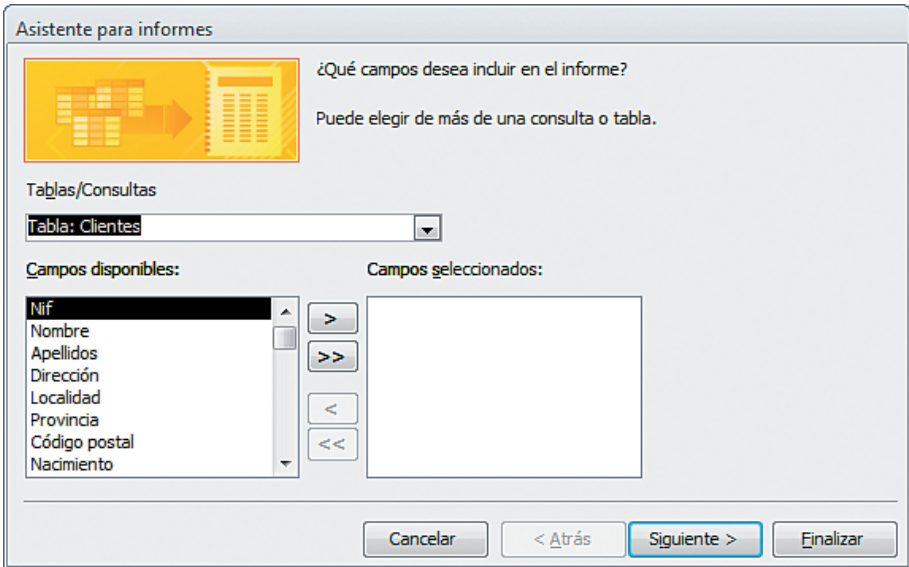 Asistente para informes
¿Qué campos desea incluir en el informe?
Puede elegir de más de una consulta o tabla.
Tablas/Consultas
Tabla: Clientes
Campos disponibles:
Campos seleccionados:
Nif
Nombre
Apellidos
Dirección
Localidad
Provincia
Código postal
Nacimiento
>
>>
<
<<
Cancelar
< Atrás
Siguiente >
Finalizar